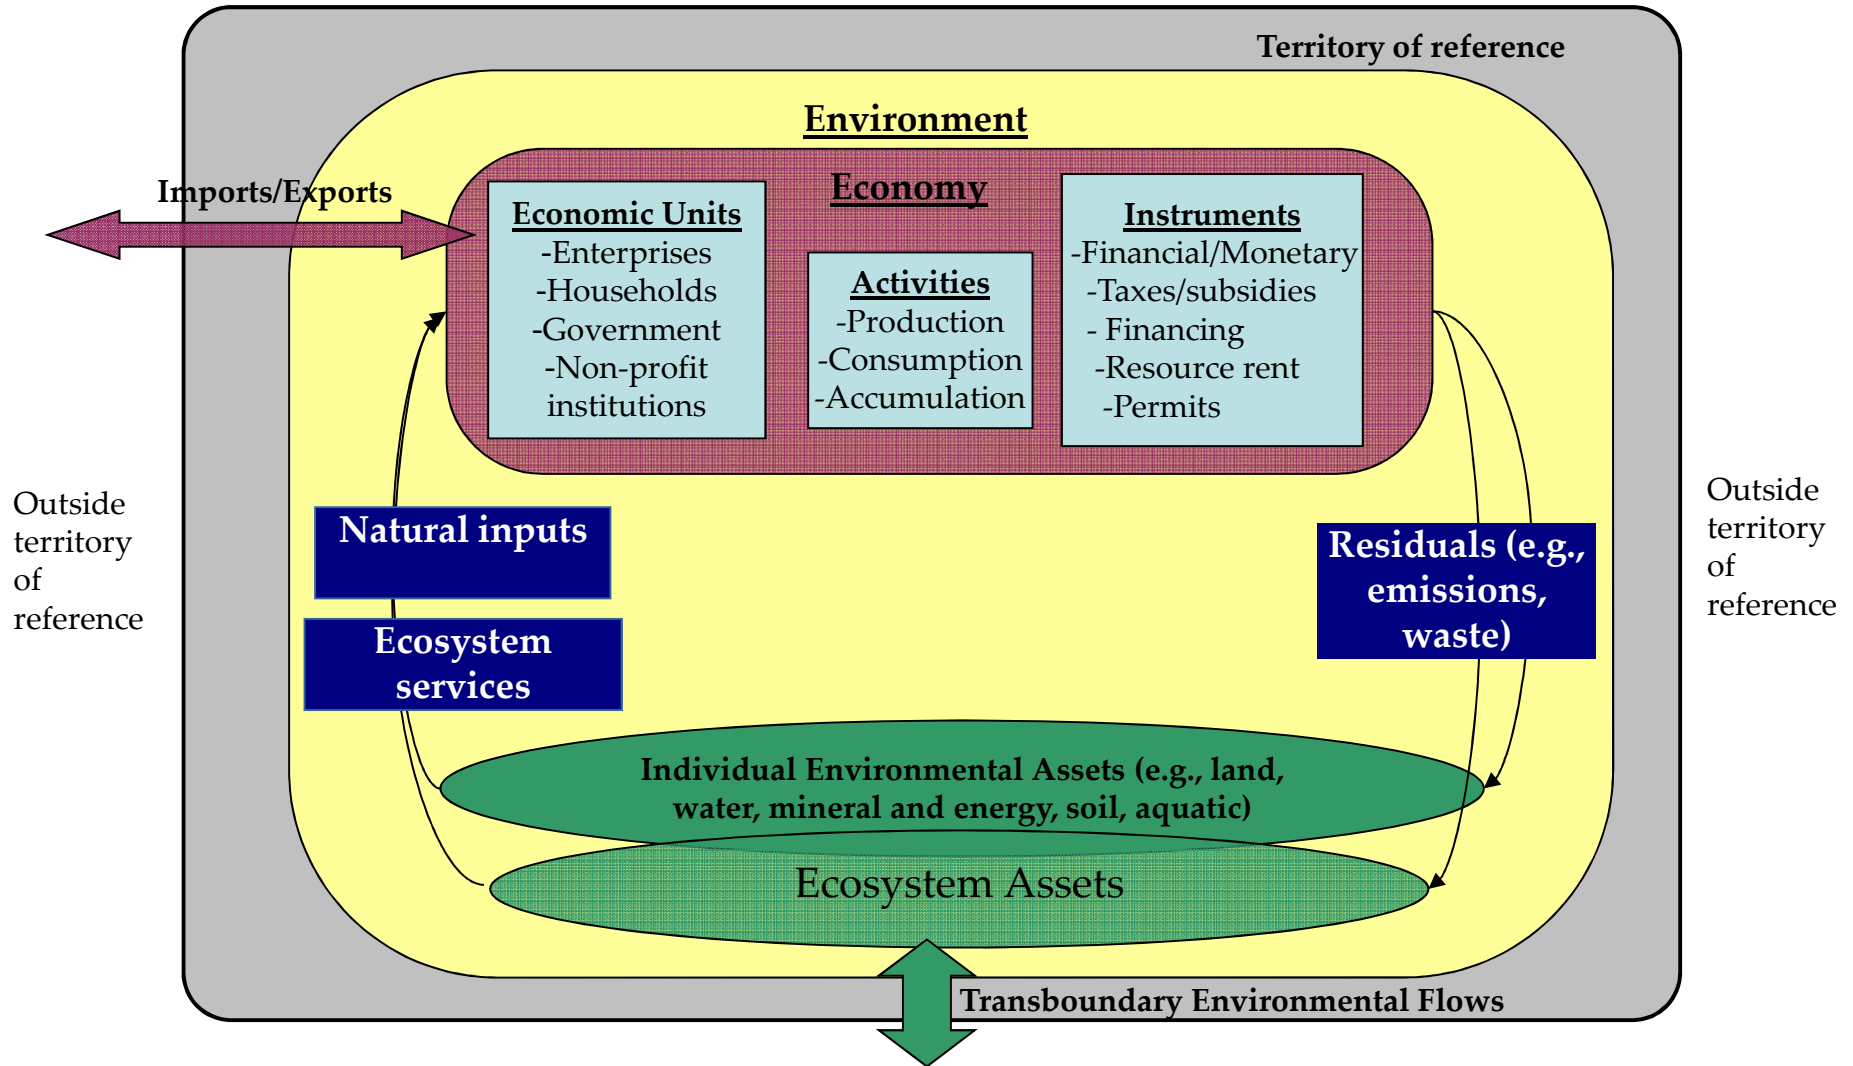 Territory of reference
Environment
Imports/Exports
Economy
Economic Units
-Enterprises
-Households
-Government
-Non-profit
institutions
Activities
-Production
-Consumption
-Accumulation
Instruments
-Financial/Monetary
-Taxes/subsidies
- Financing
-Resource rent
-Permits
Outside
territory
of
reference
Natural inputs
Ecosystem
services
Residuals (e.g.,
emissions,
waste)
Outside
territory
of
reference
Individual Environmental Assets (e.g., land,
water, mineral and energy, soil, aquatic)
Ecosystem Assets
Transboundary Environmental Flows